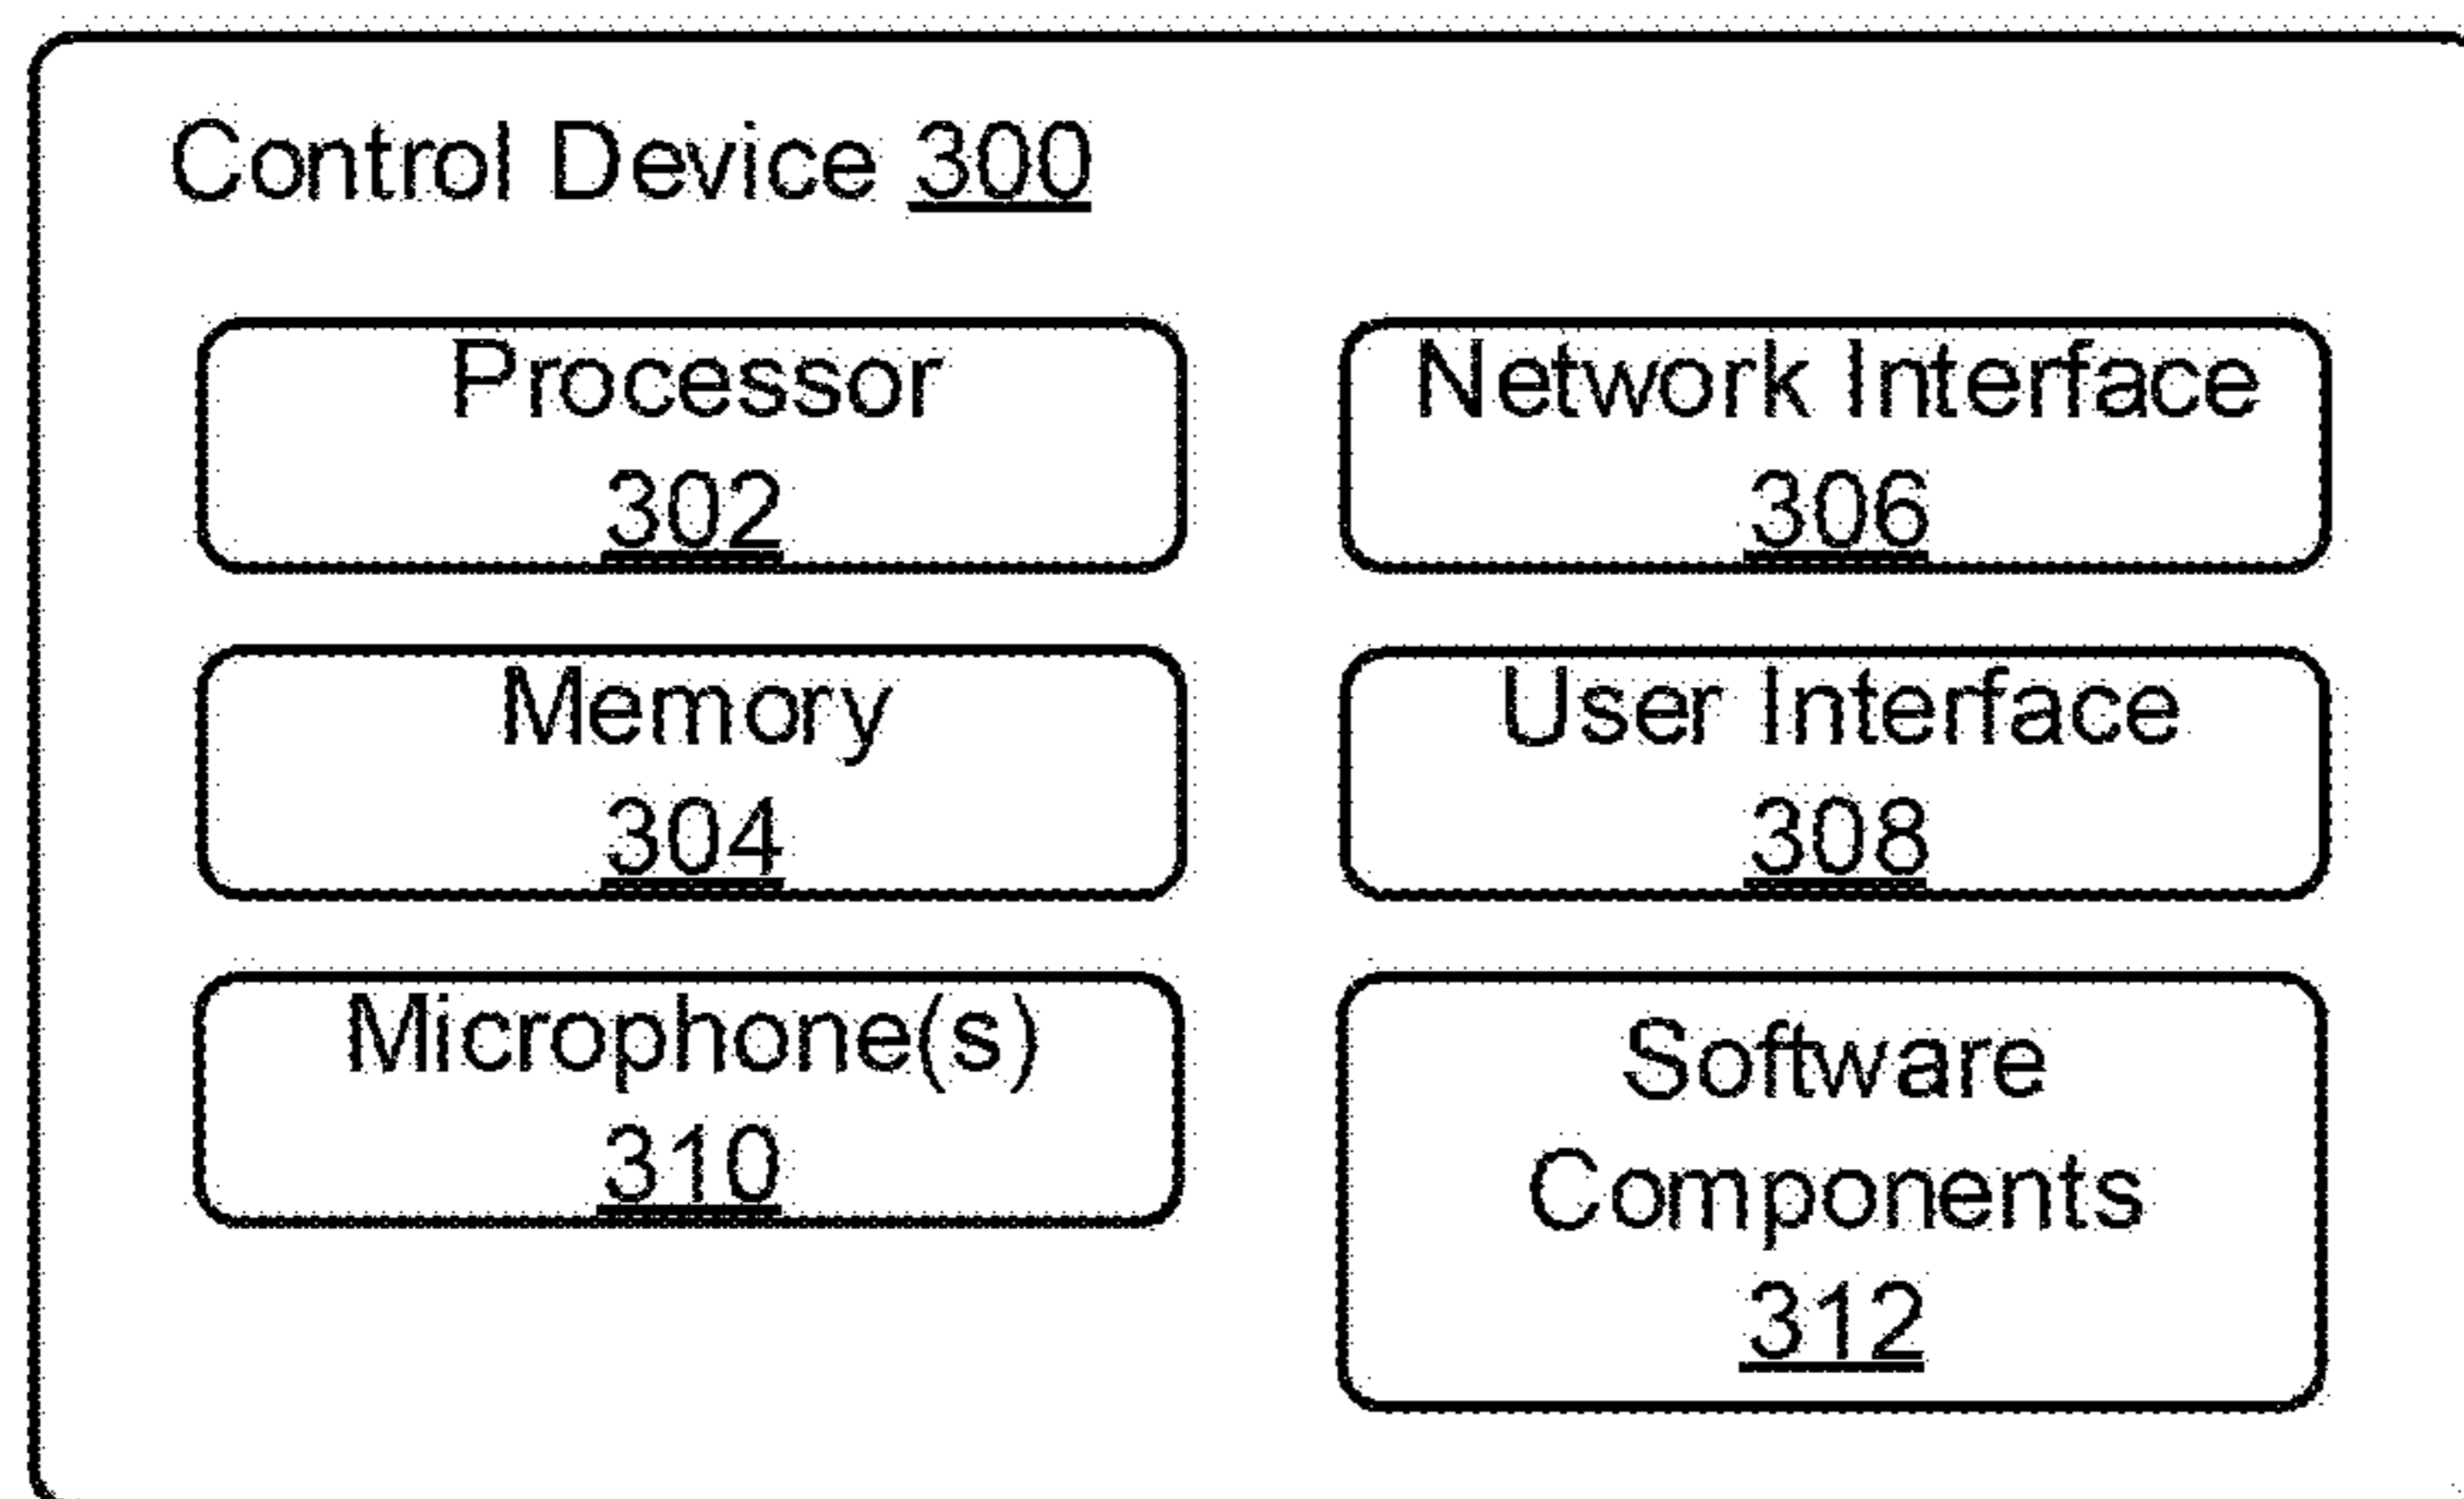 Control Device 300
Processor
302
Network Interface
306
Memory
304
User Interface
308
Microphone(s)
310
Software
Components
312